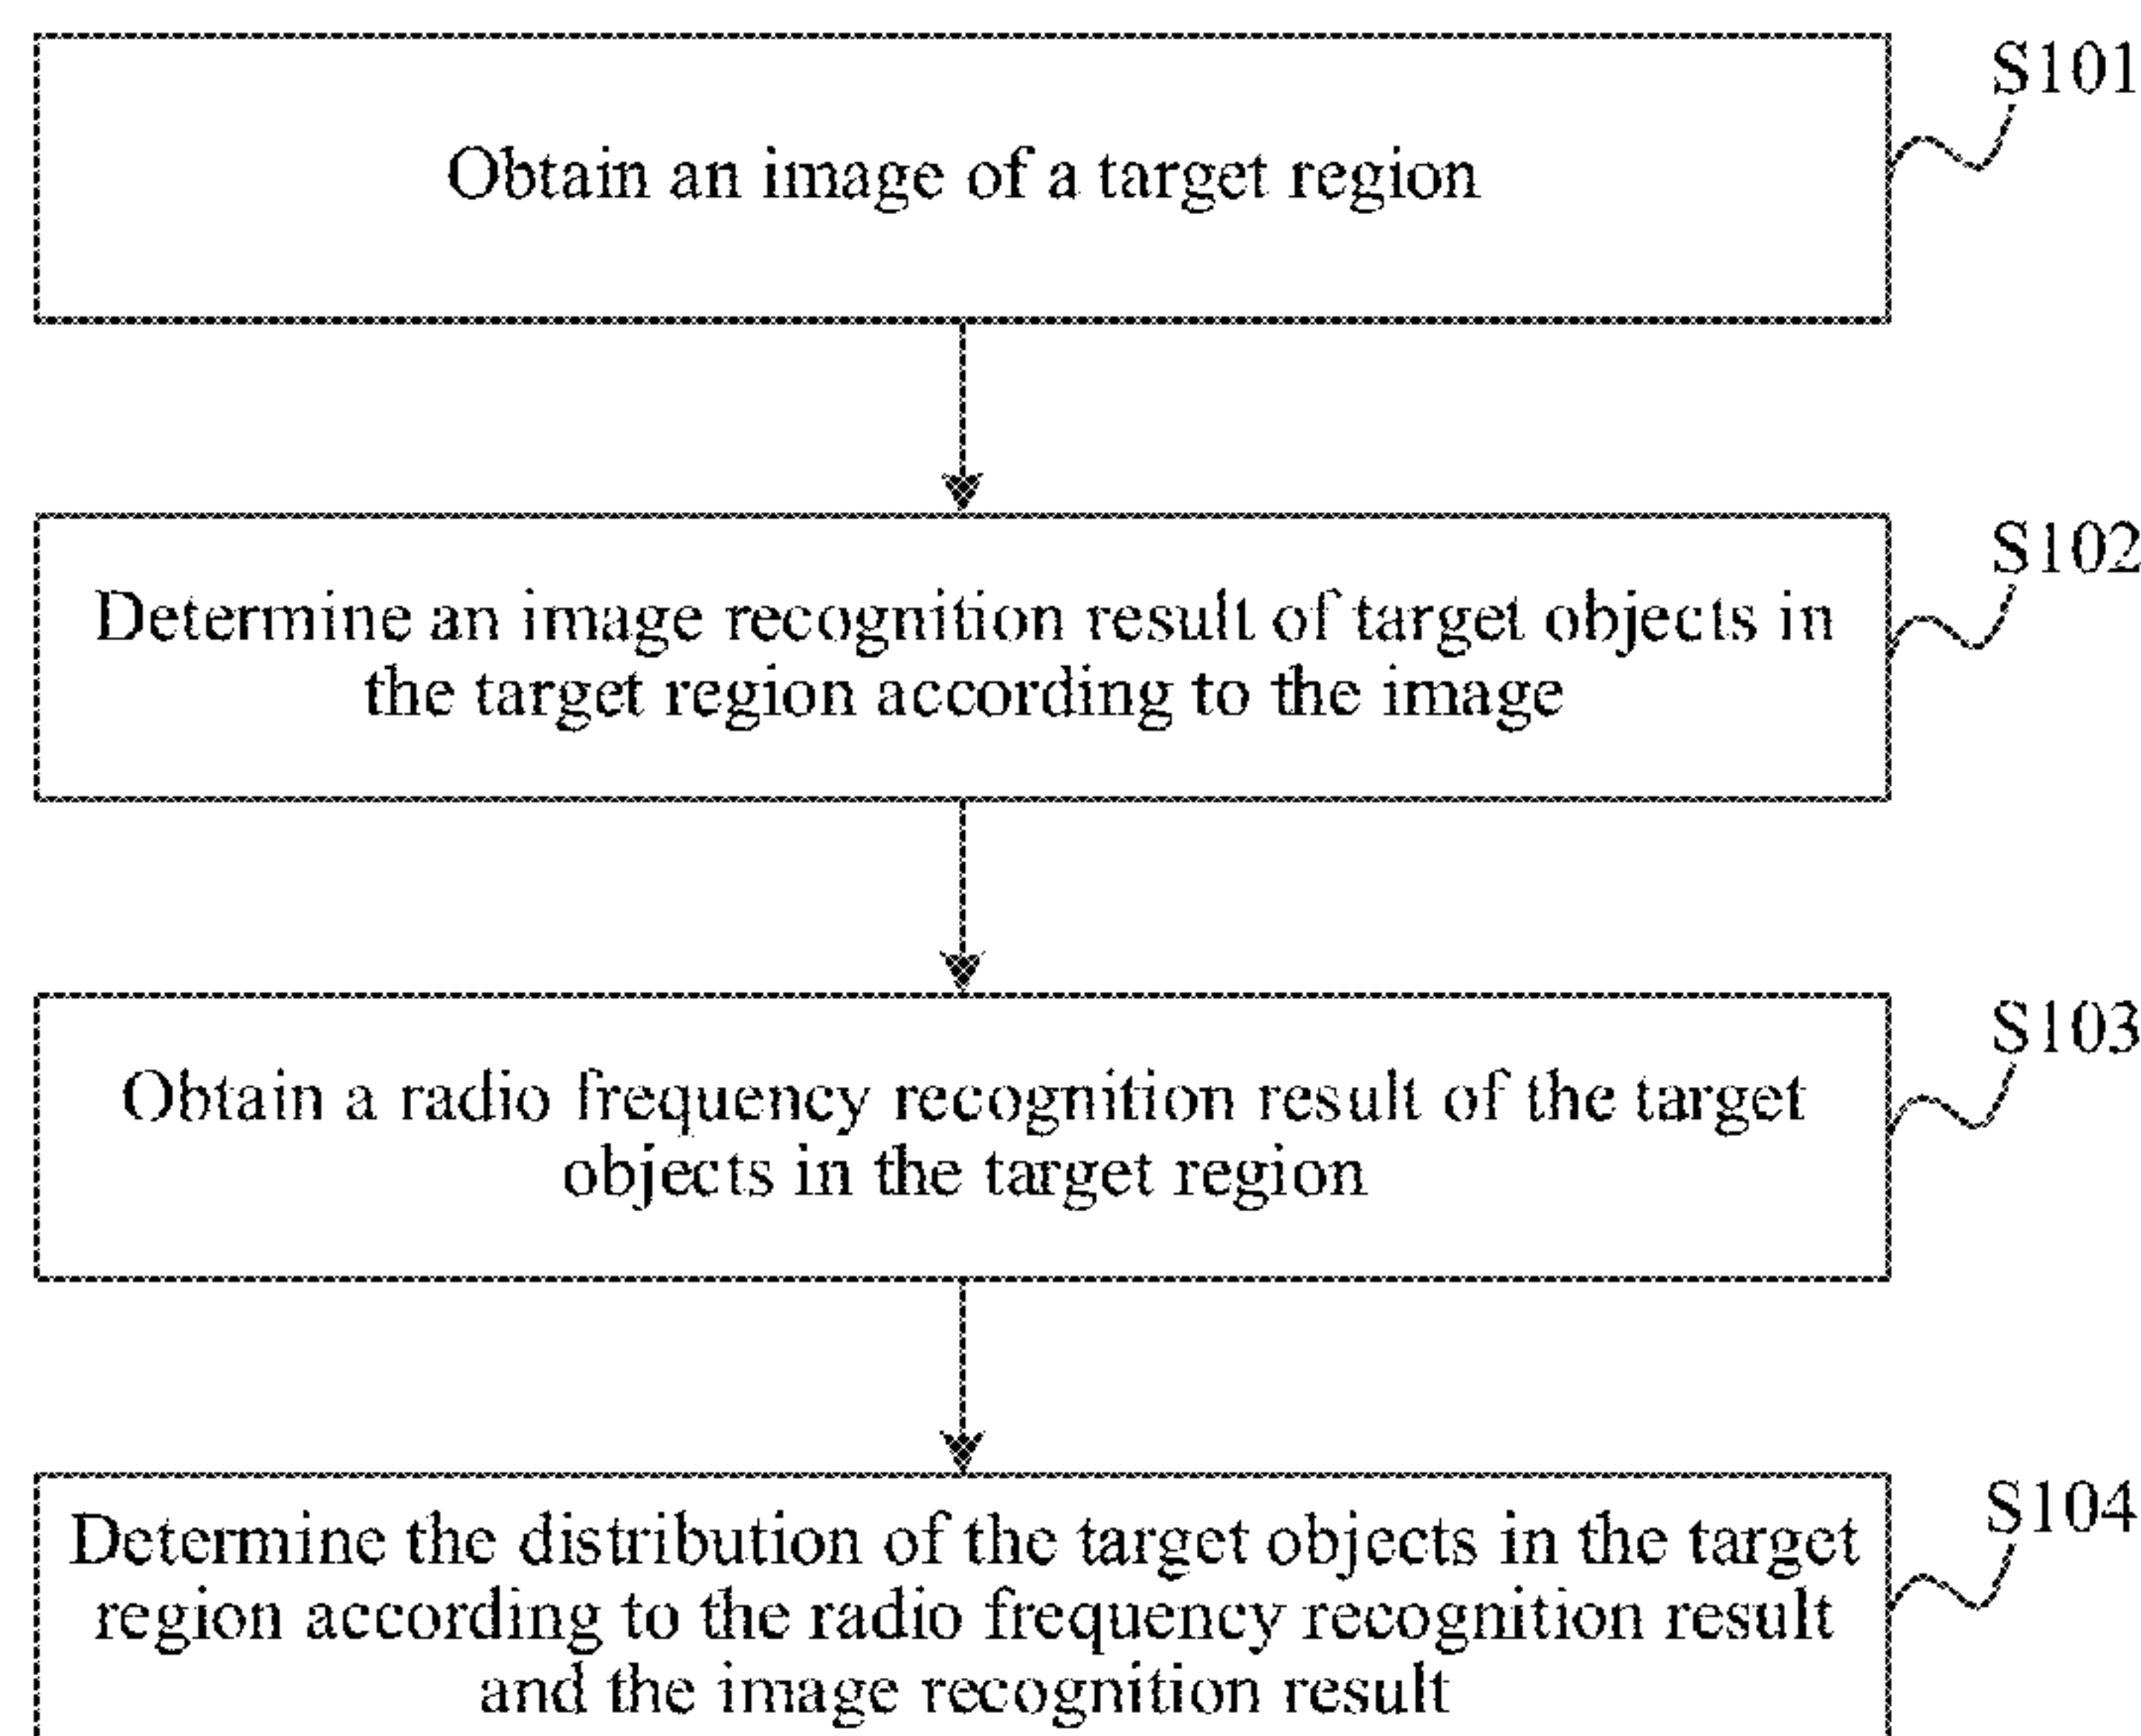 S101
Obtain an image of a target region
S102
Determine an image recognition result of target objects in
the target region according to the image
S103
Obtain a radio frequency recognition result of the target
objects in the target region
S104
Determine the distribution of the target objects in the target
region according to the radio frequency recognition result
and the image recognition result